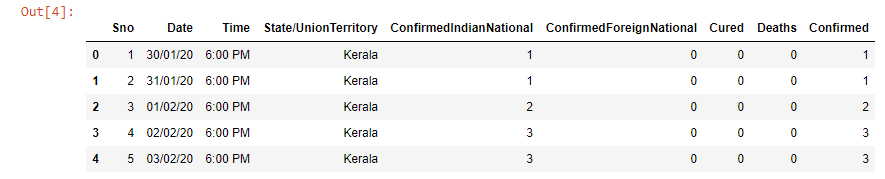 Out[4]:
Sno Date Time State/UnionTerritory ConfirmedIndianNational ConfirmedForeignNational Cured Deaths Confirmed
0 1 30/01/20 6:00 PM Kerala 1 0 0 0 1
1 2 31/01/20 6:00 PM Kerala 1 0 0 0 1
2 3 01/02/20 6:00 PM Kerala 2 0 0 0 2
3 4 02/02/20 6:00 PM Kerala 3 0 0 0 3
4 5 03/02/20 6:00 PM Kerala 3 0 0 0 3